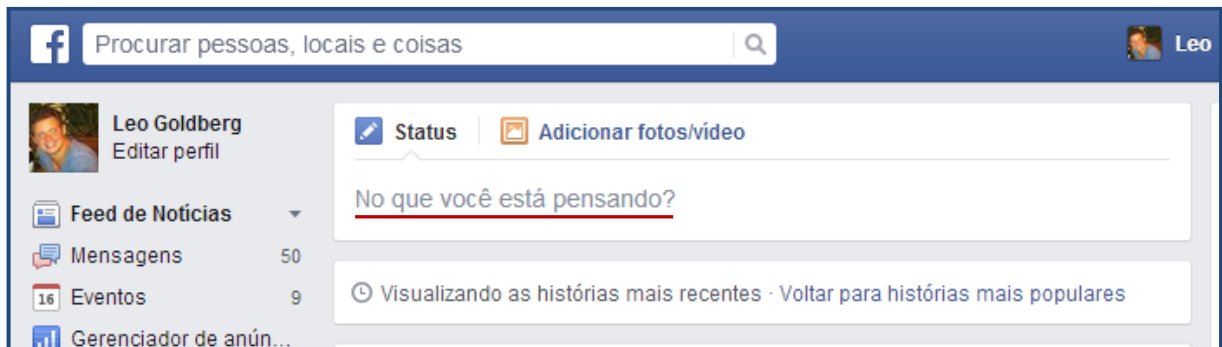 f
Procurar pessoas, locais e coisas
Leo
Leo Goldberg
Editar perfil
Status
Adicionar fotos/vídeo
No que você está pensando?
Feed de Notícias
Mensagens 50
16 Eventos 9
Gerenciador de anún...
Visualizando as histórias mais recentes · Voltar para histórias mais populares